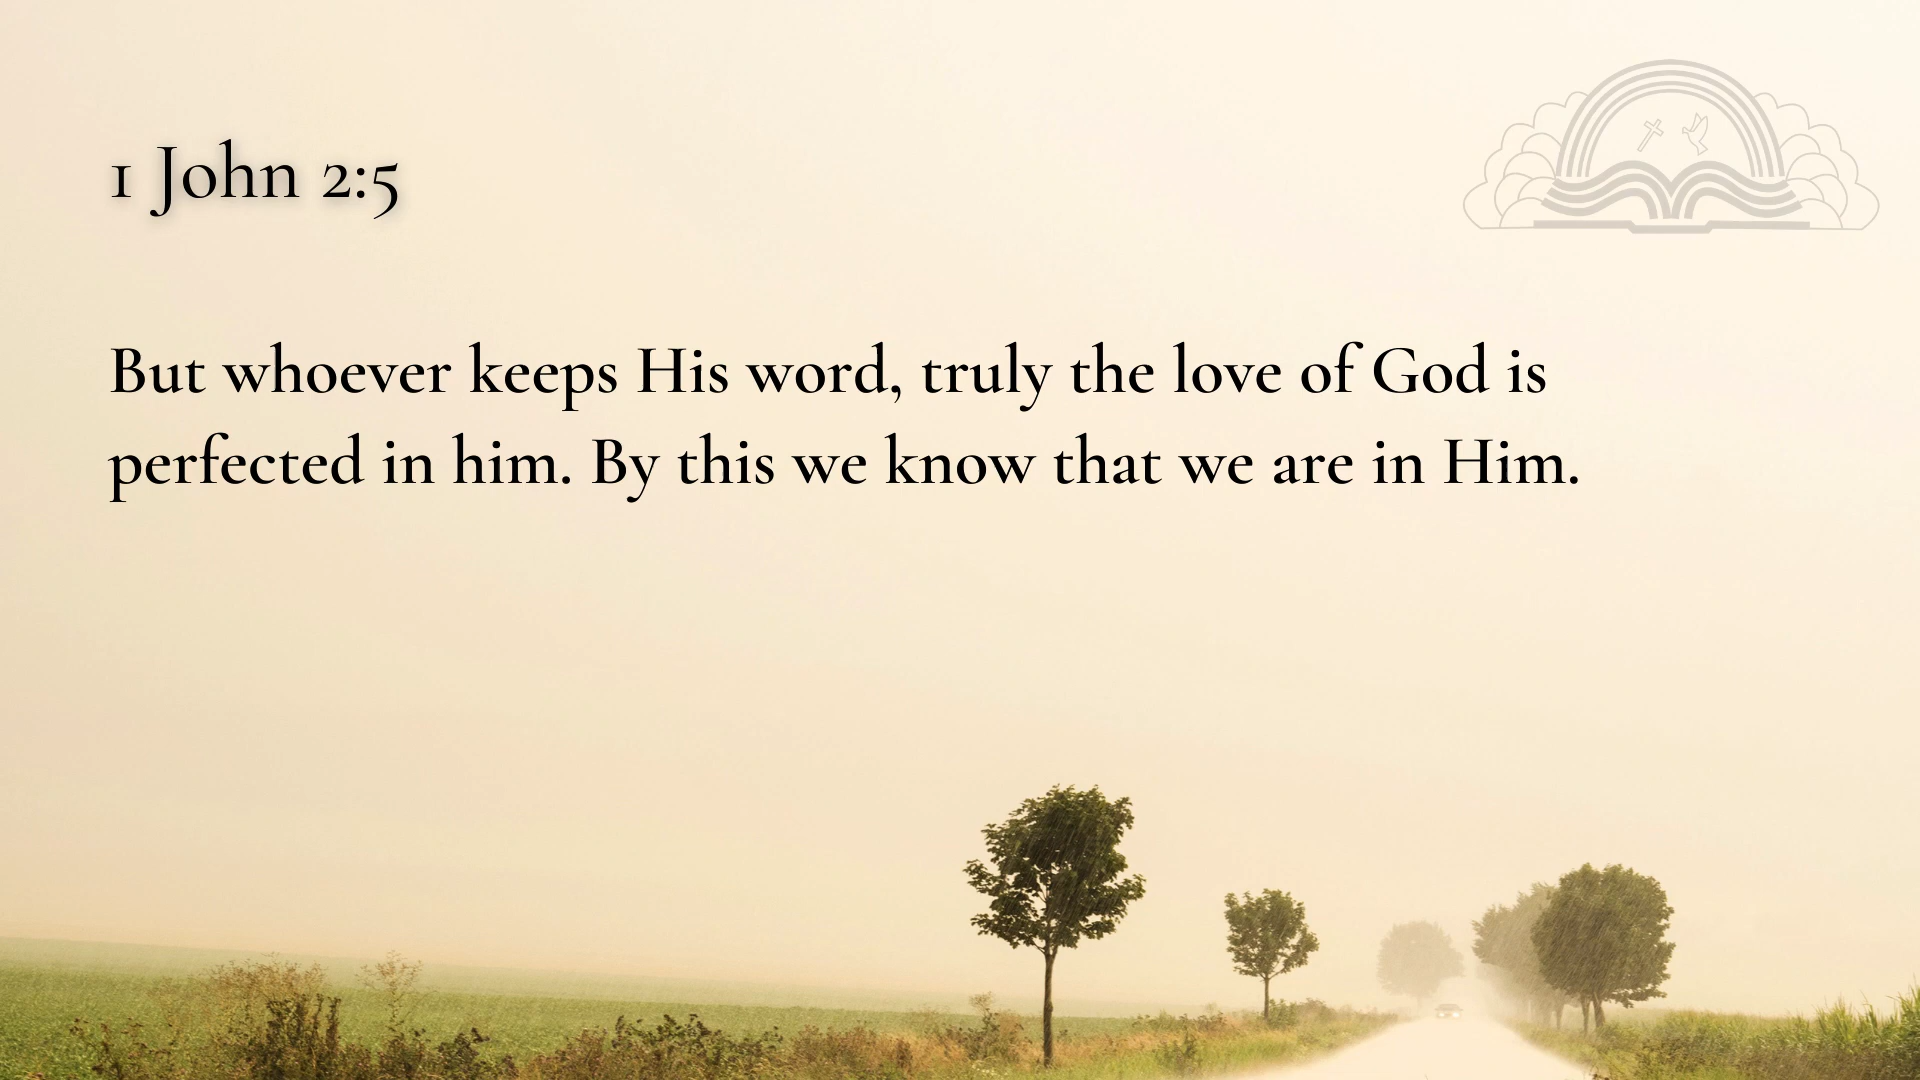 1 John 2:5
But whoever keeps His word, truly the love of God is
perfected in him. By this we know that we are in Him.